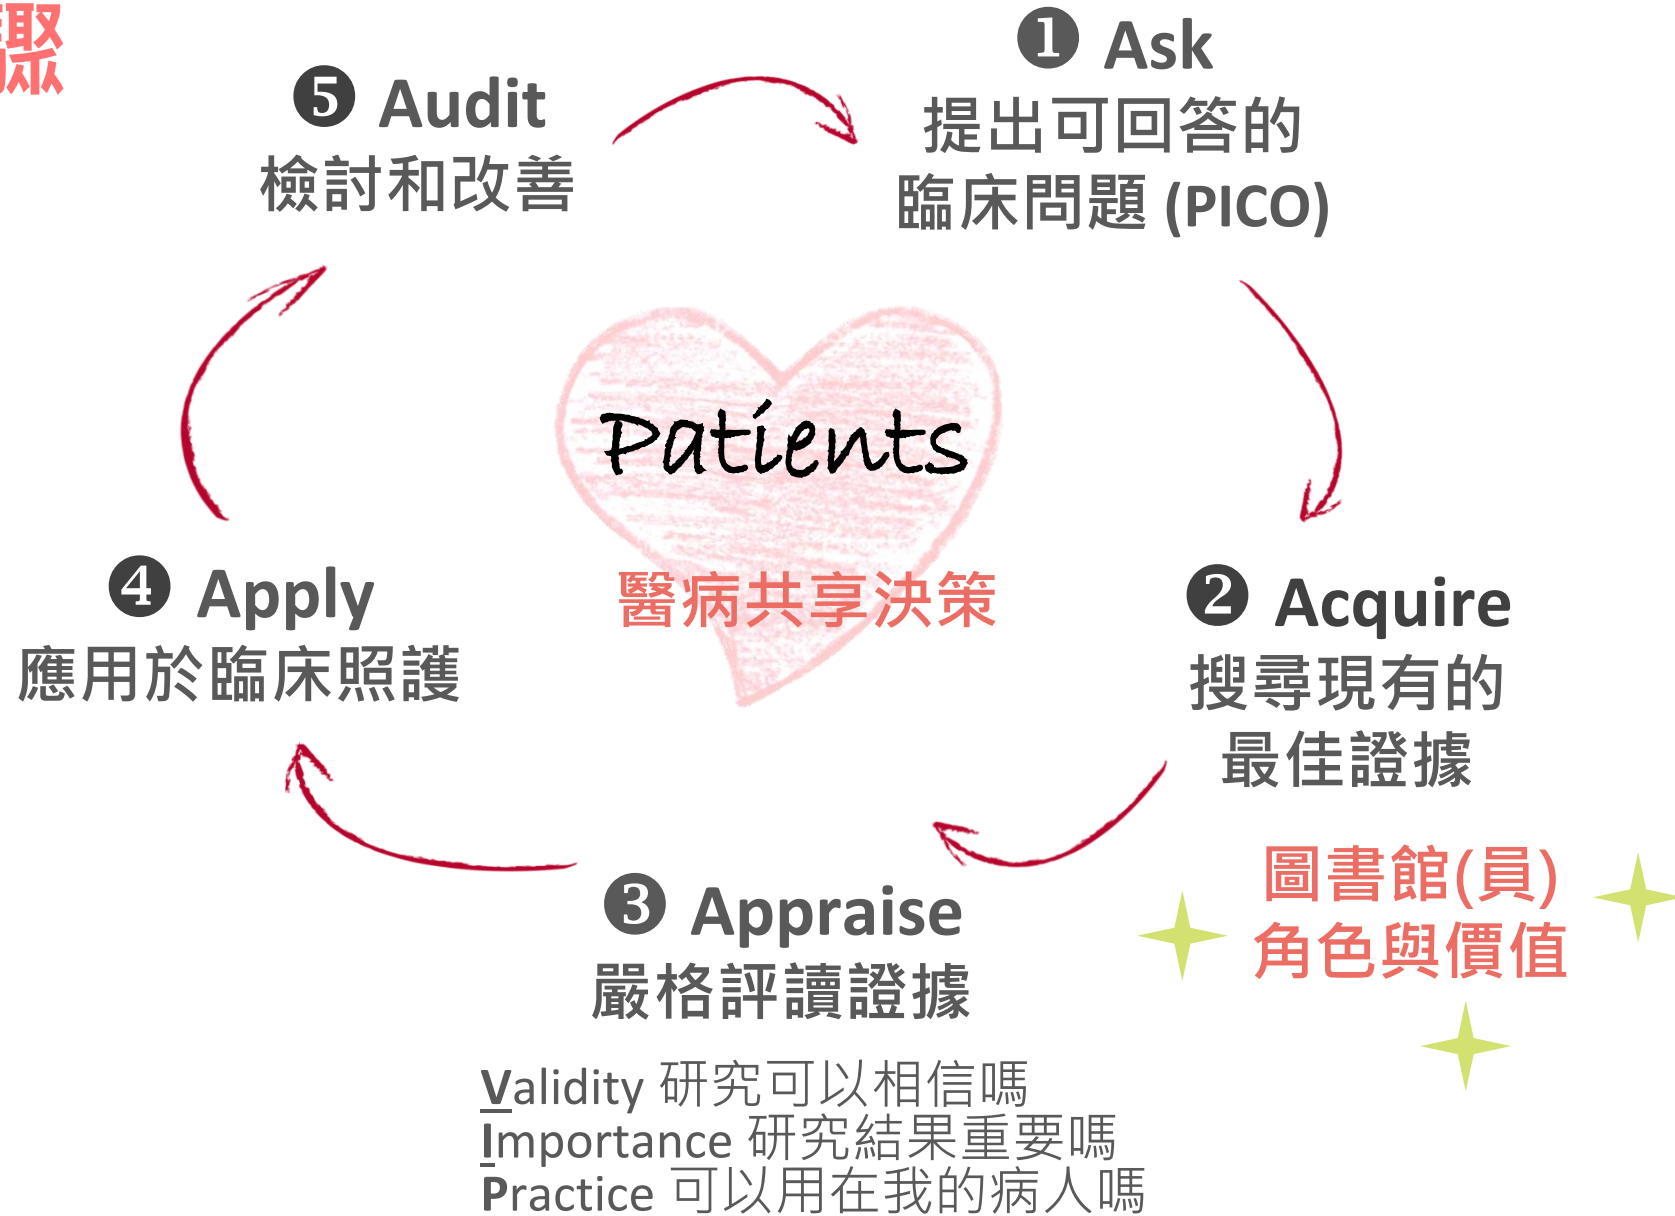 驟
❶ Ask
提出可回答的
臨床問題 (PICO)
❷ Acquire
搜尋現有的
最佳證據
圖書館(員)
角色與價值
❸ Appraise
嚴格評讀證據
Validity 研究可以相信嗎
Importance 研究結果重要嗎
Practice 可以用在我的病人嗎
❹ Apply
應用於臨床照護
❺ Audit
檢討和改善
Patients
醫病共享決策